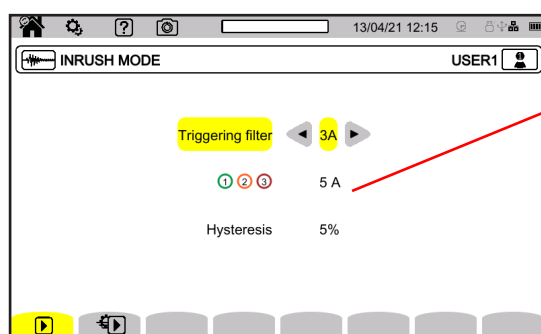 13/04/21 12:15
INRUSH MODE USER1
Triggering filter 3A
1 2 3 5 A
Hysteresis 5%